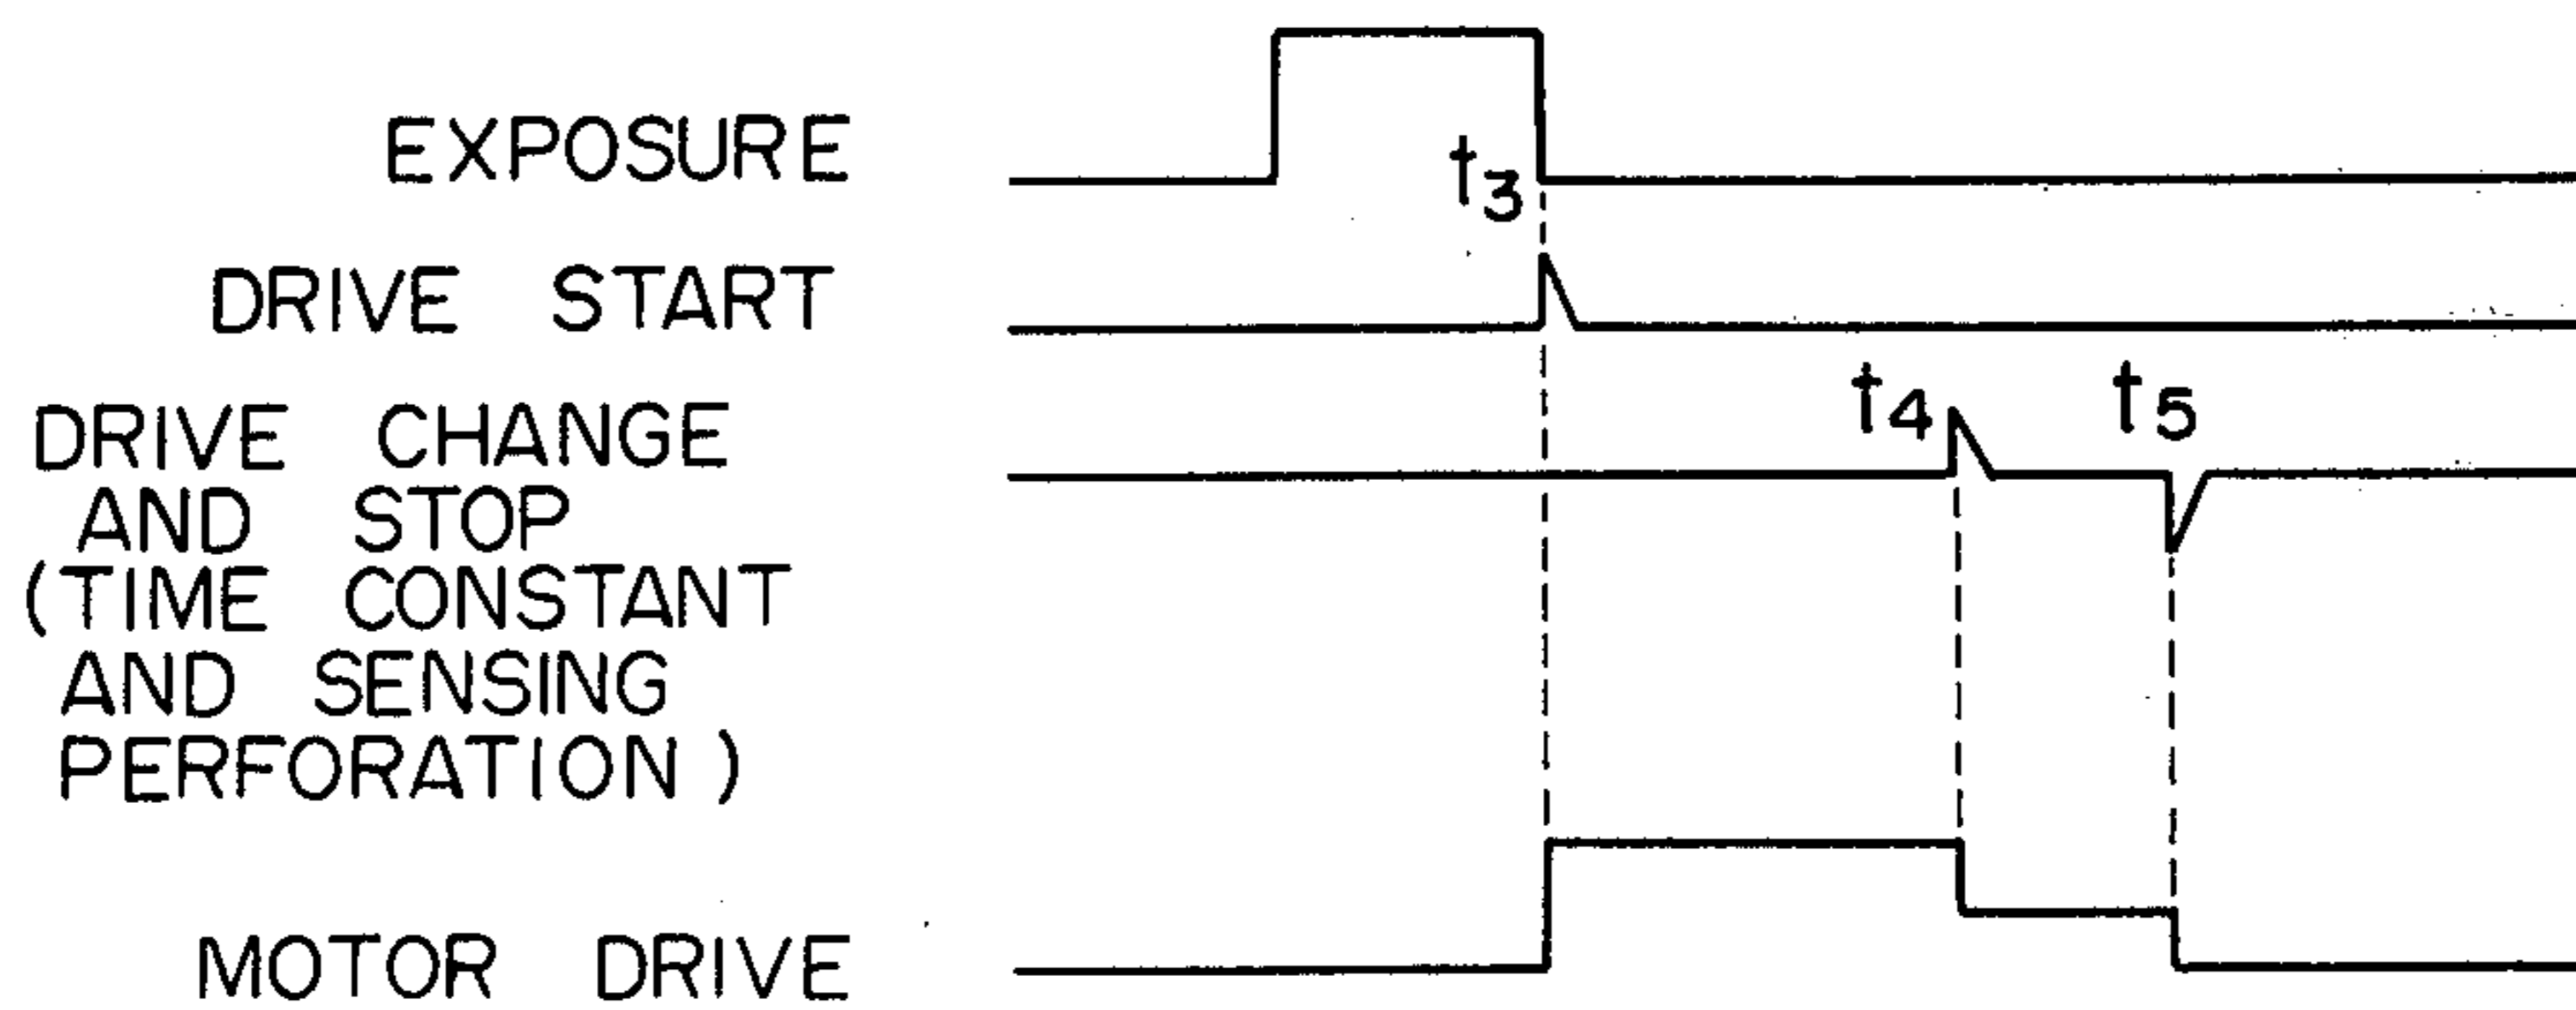 EXPOSURE
t3
DRIVE START
DRIVE CHANGE
AND STOP
(TIME CONSTANT
AND SENSING
PERFORATION)
t4
t5
MOTOR DRIVE